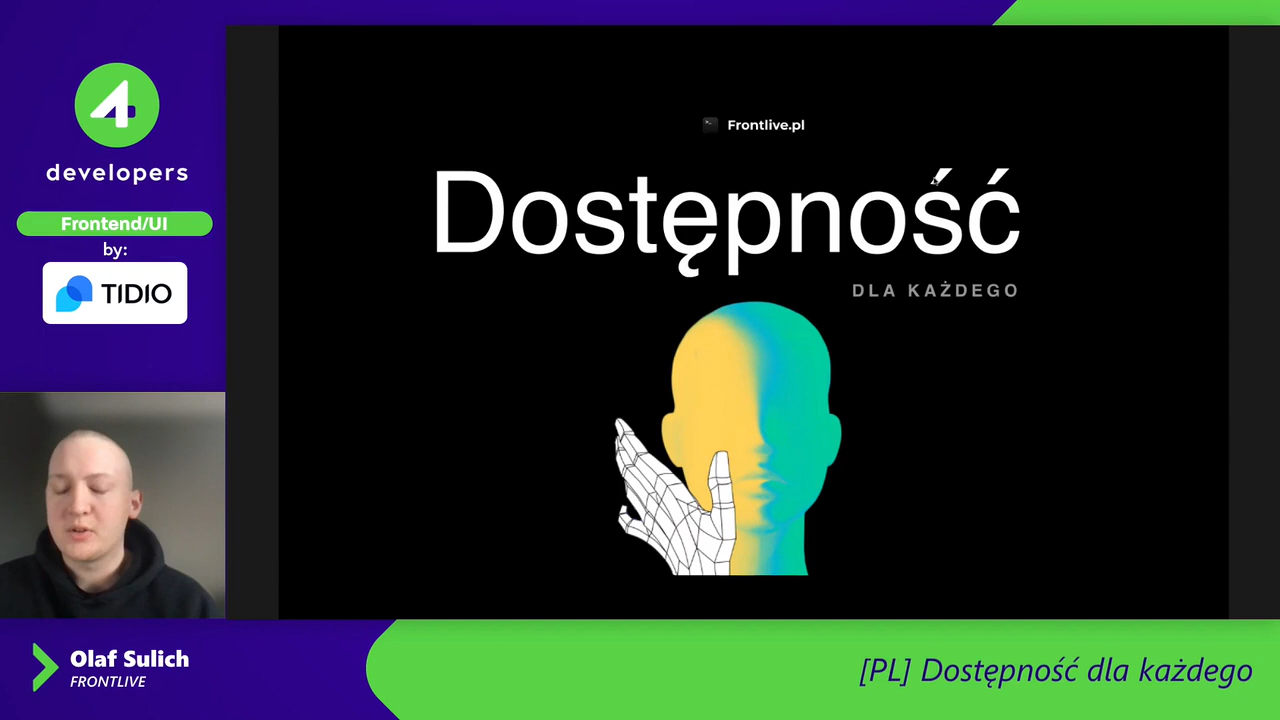 4
developers
Frontend/UI
by:
TIDIO
Frontlive.pl
Dostępność
DLA KAŻDEGO
Olaf Sulich
FRONTLIVE
[PL] Dostępność dla każdego